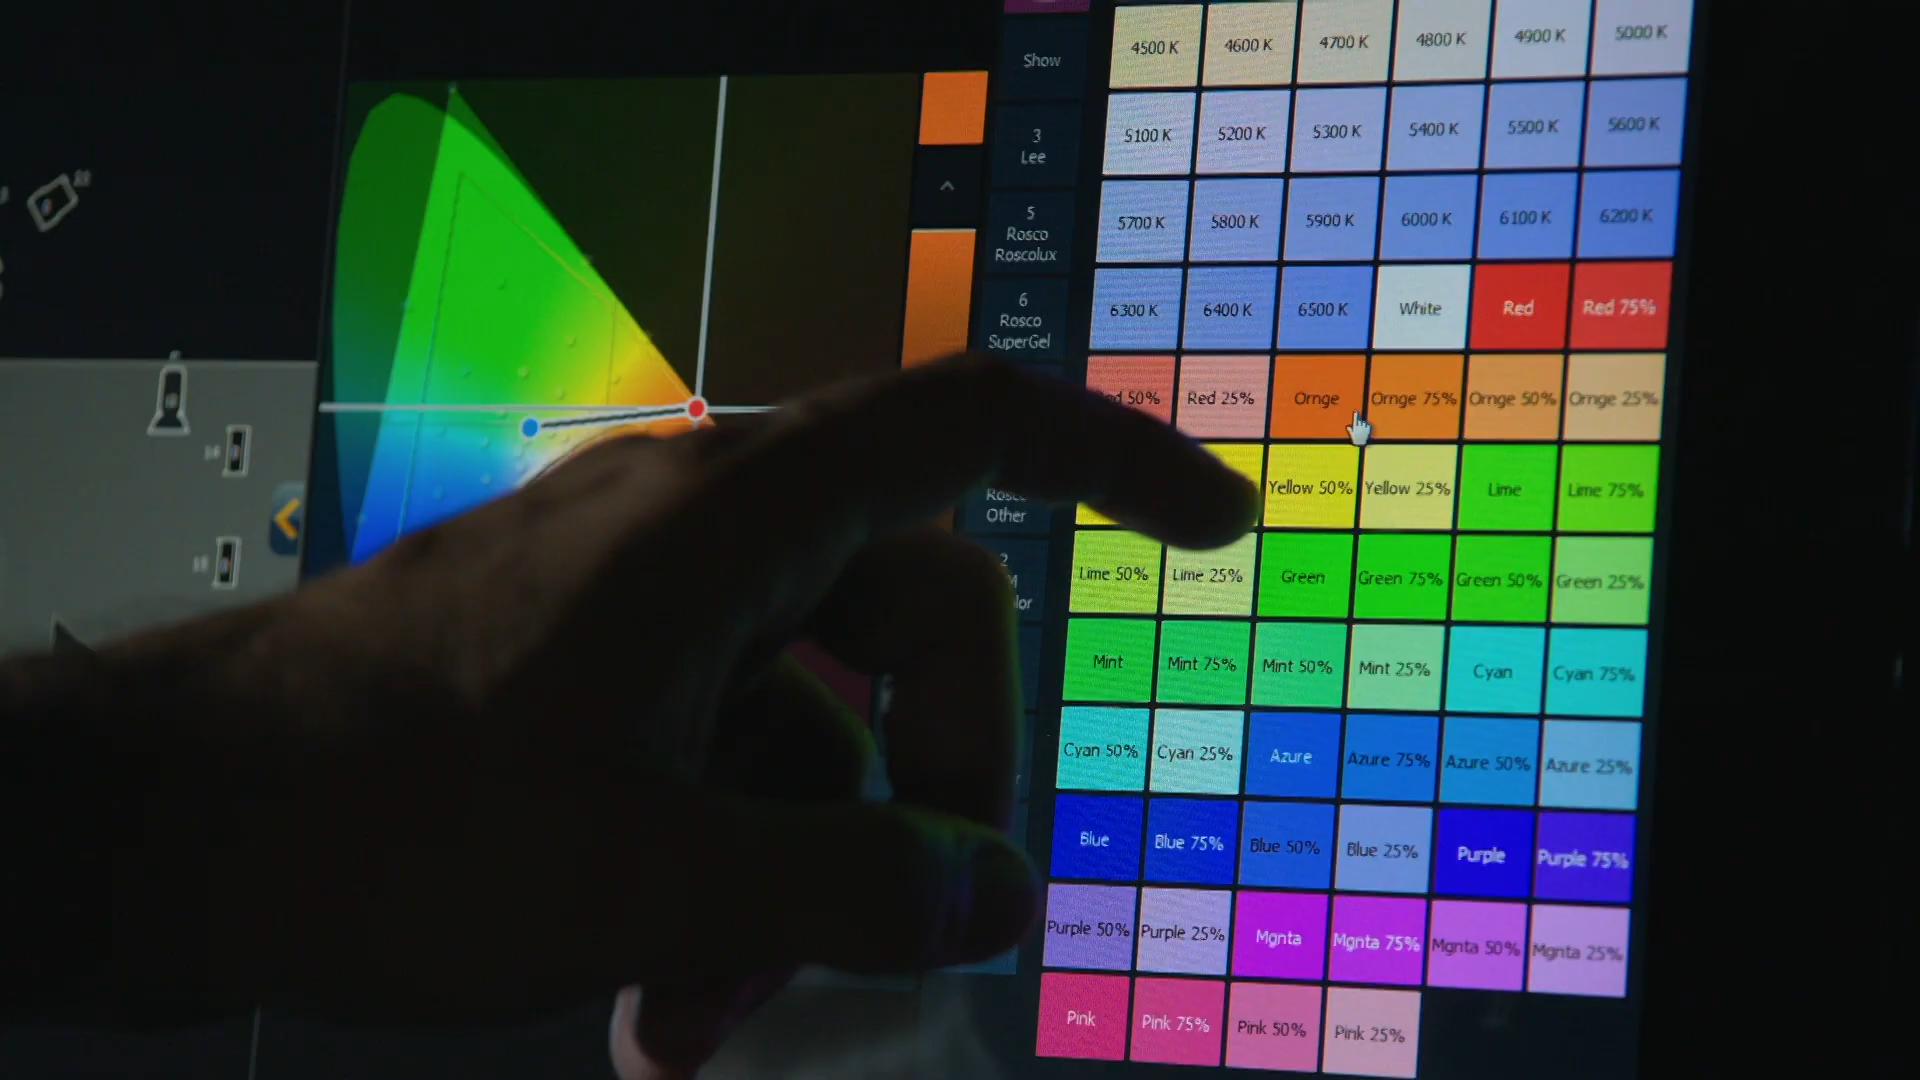 Show
3
Lee
5
Rosco
Roscolux
6
Rosco
SuperGel
Other
2
4500 K 4600 K 4700 K 4800 K 4900 K 5000 K
5100 K 5200 K 5300 K 5400 K 5500 K 5600 K
5700 K 5800 K 5900 K 6000 K 6100 K 6200 K
6300 K 6400 K 6500 K White Red Red 75%
50% Red 25% Ornge Ornge 75% Ornge 50% Ornge 25%
Yellow 50% Yellow 25% Lime Lime 75%
Lime 50% Lime 25% Green Green 75% Green 50% Green 25%
Mint Mint 75% Mint 50% Mint 25% Cyan Cyan 75%
Cyan 50% Cyan 25% Azure Azure 75% Azure 50% Azure 25%
Blue Blue 75% Blue 50% Blue 25% Purple Purple 75%
Purple 50% Purple 25% Mgnta Mgnta 75% Mgnta 50% Mgnta 25%
Pink Pink 75% Pink 50% Pink 25%